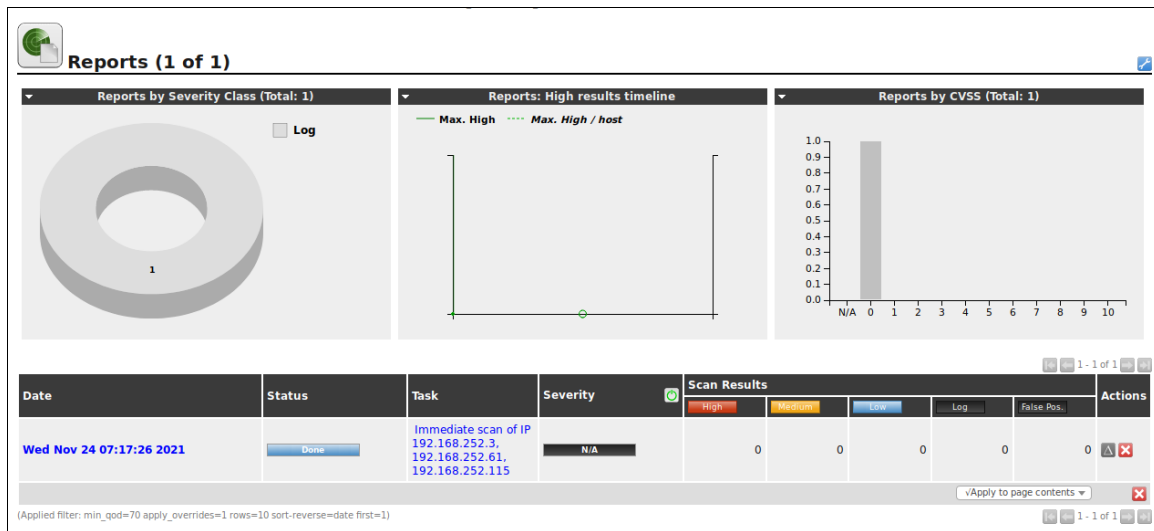 Reports (1 of 1)
Reports by Severity Class (Total: 1)
Log
1
Reports: High results timeline
Max. High Max. High / host
Reports by CVSS (Total: 1)
1.0
0.9
0.8
0.7
0.6
0.5
0.4
0.3
0.2
0.1
0.0
N/A 0 1 2 3 4 5 6 7 8 9 10
1 - 1 of 1
Date Status Task Severity Scan Results Actions
High Medium Low Log False Pos.
Wed Nov 24 07:17:26 2021 Done Immediate scan of IP
192.168.252.3,
192.168.252.61,
192.168.252.115
N/A 0 0 0 0 0
√Apply to page contents
(Applied filter: min_qod=70 apply_overrides=1 rows=10 sort-reverse=date first=1) 1 - 1 of 1